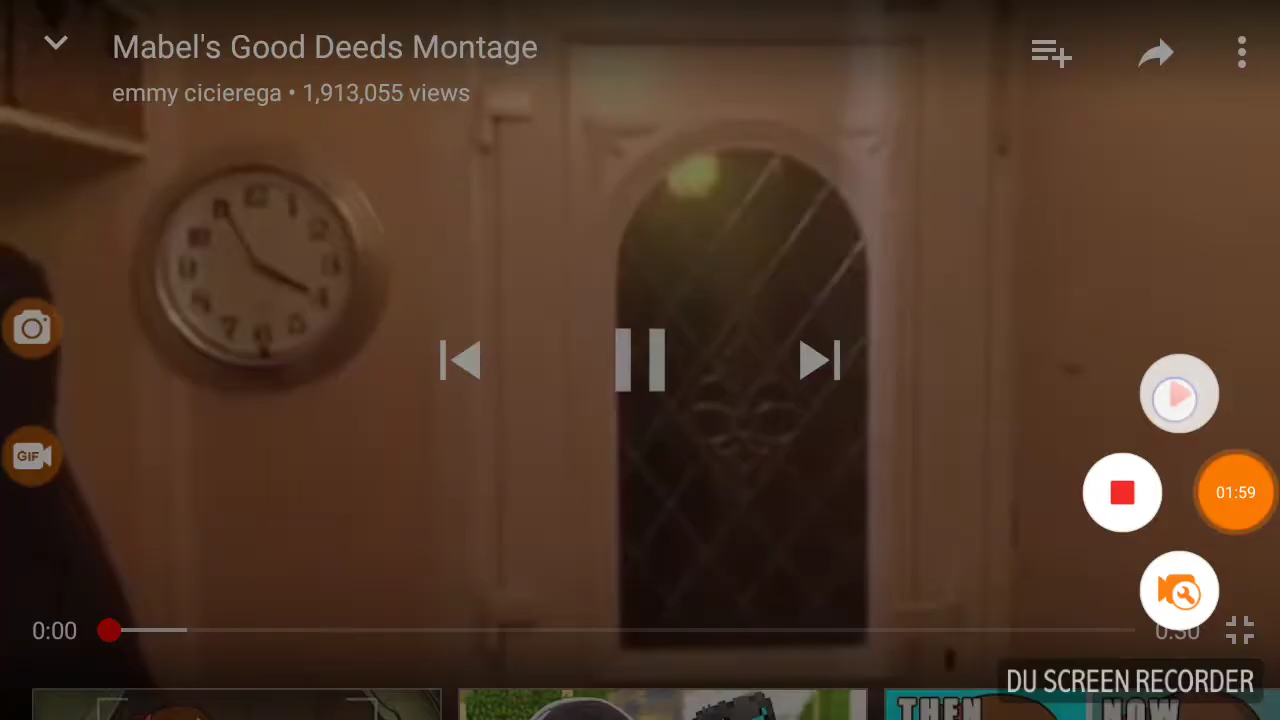 Mabel's Good Deeds Montage
emmy cicierega • 1,913,055 views
GIF
01:59
0:00
0:30
DU SCREEN RECORDER
THEN
NOW